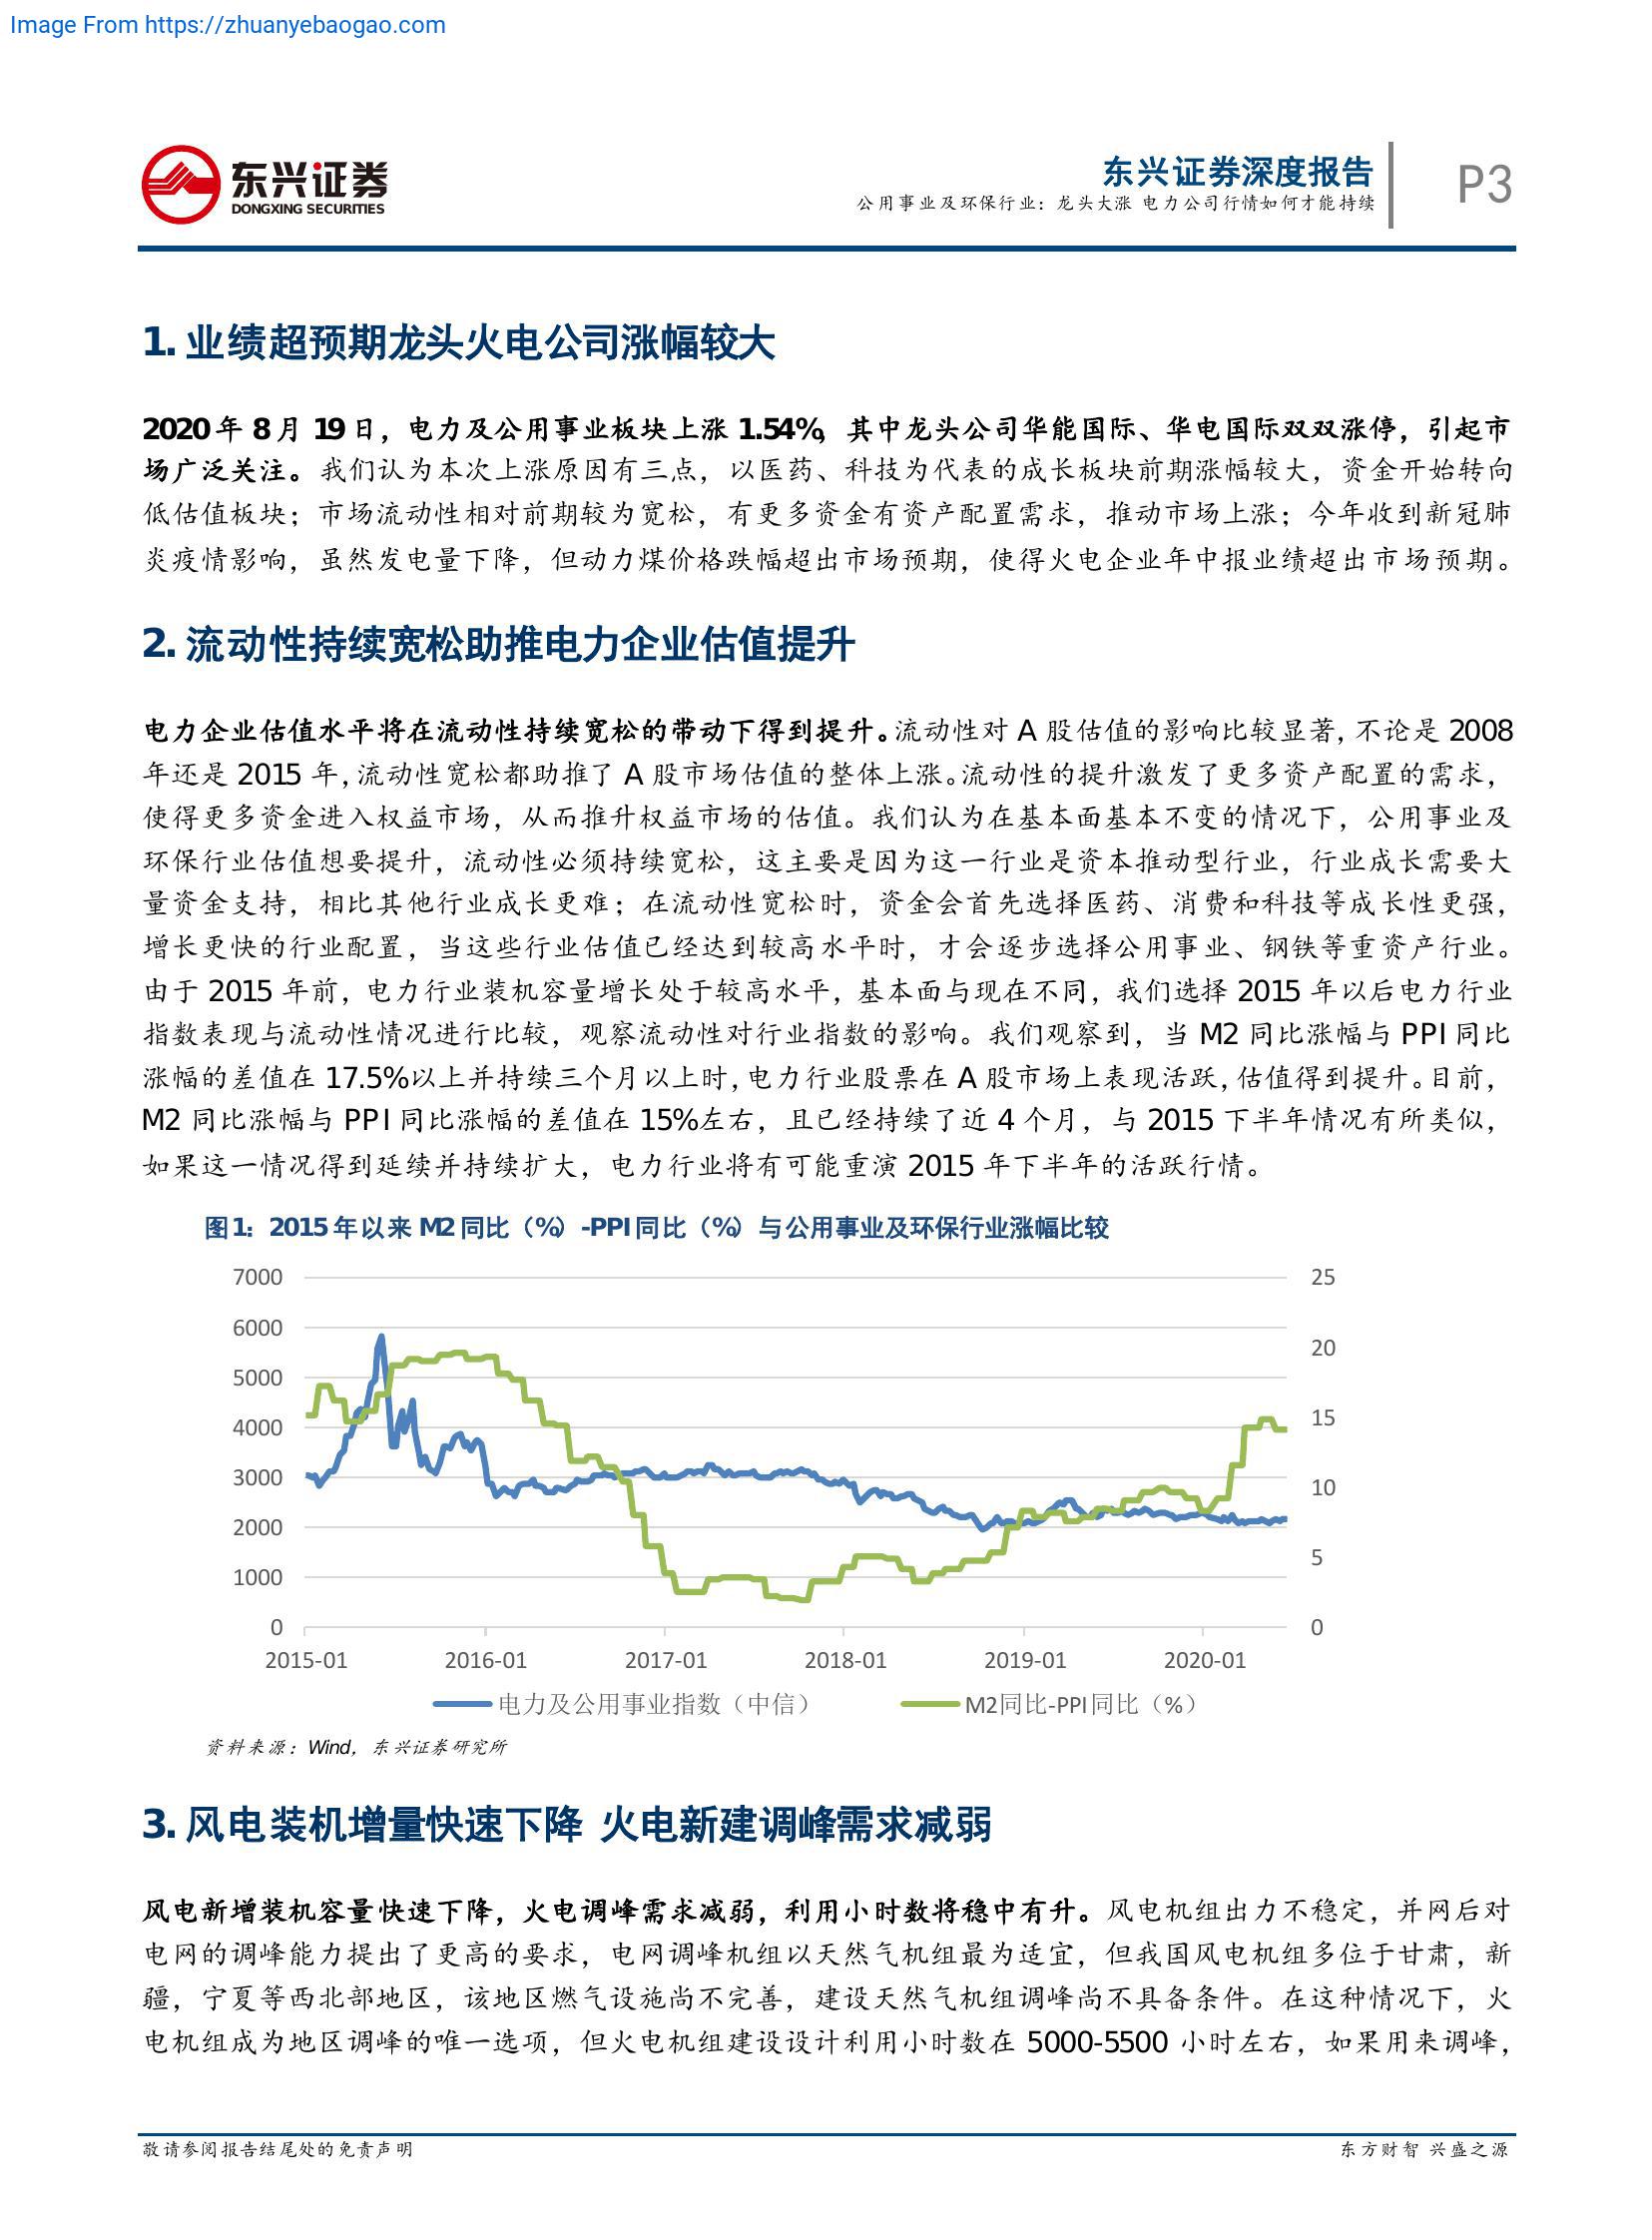 Image From https://zhuanyebaogao.com
东兴证券
DONGXING SECURITIES
东兴证券深度报告
公用事业及环保行业：龙头大涨 电力公司行情如何才能持续
P3
1. 业绩超预期龙头火电公司涨幅较大
2020 年 8 月 19 日，电力及公用事业板块上涨 1.54%，其中龙头公司华能国际、华电国际双双涨停，引起市
场广泛关注。我们认为本次上涨原因有三点，以医药、科技为代表的成长板块前期涨幅较大，资金开始转向
低估值板块；市场流动性相对前期较为宽松，有更多资金有资产配置需求，推动市场上涨；今年收到新冠肺
炎疫情影响，虽然发电量下降，但动力煤价格跌幅超出市场预期，使得火电企业年中报业绩超出市场预期。
2. 流动性持续宽松助推电力企业估值提升
电力企业估值水平将在流动性持续宽松的带动下得到提升。流动性对 A 股估值的影响比较显著，不论是 2008
年还是 2015 年，流动性宽松都助推了 A 股市场估值的整体上涨。流动性的提升激发了更多资产配置的需求，
使得更多资金进入权益市场，从而推升权益市场的估值。我们认为在基本面基本不变的情况下，公用事业及
环保行业估值想要提升，流动性必须持续宽松，这主要是因为这一行业是资本推动型行业，行业成长需要大
量资金支持，相比其他行业成长更难；在流动性宽松时，资金会首先选择医药、消费和科技等成长性更强，
增长更快的行业配置，当这些行业估值已经达到较高水平时，才会逐步选择公用事业、钢铁等重资产行业。
由于 2015 年前，电力行业装机容量增长处于较高水平，基本面与现在不同，我们选择 2015 年以后电力行业
指数表现与流动性情况进行比较，观察流动性对行业指数的影响。我们观察到，当 M2 同比涨幅与 PPI 同比
涨幅的差值在 17.5%以上并持续三个月以上时，电力行业股票在 A 股市场上表现活跃，估值得到提升。目前，
M2 同比涨幅与 PPI 同比涨幅的差值在 15%左右，且已经持续了近 4 个月，与 2015 下半年情况有所类似，
如果这一情况得到延续并持续扩大，电力行业将有可能重演 2015 年下半年的活跃行情。
图1：2015 年以来 M2 同比（%）-PPI 同比（%）与公用事业及环保行业涨幅比较
7000 25
6000
20
5000
15
4000
3000
10
2000
5
1000
0 0
2015-01 2016-01 2017-01 2018-01 2019-01 2020-01
电力及公用事业指数（中信） M2同比-PPI同比（%）
资料来源：Wind，东兴证券研究所
3. 风电装机增量快速下降 火电新建调峰需求减弱
风电新增装机容量快速下降，火电调峰需求减弱，利用小时数将稳中有升。风电机组出力不稳定，并网后对
电网的调峰能力提出了更高的要求，电网调峰机组以天然气机组最为适宜，但我国风电机组多位于甘肃，新
疆，宁夏等西北部地区，该地区燃气设施尚不完善，建设天然气机组调峰尚不具备条件。在这种情况下，火
电机组成为地区调峰的唯一选项，但火电机组建设设计利用小时数在 5000-5500 小时左右，如果用来调峰，
敬请参阅报告结尾处的免责声明
东方财智 兴盛之源